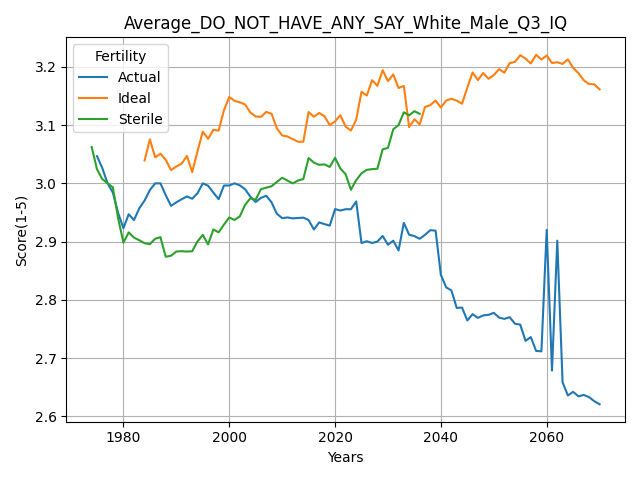 Average_DO_NOT_HAVE_ANY_SAY_White_Male_Q3_IQ
Fertility
Actual
Ideal
Sterile
Score(1-5)
3.2
3.1
3.0
2.9
2.8
2.7
2.6
1980 2000 2020 2040 2060
Years